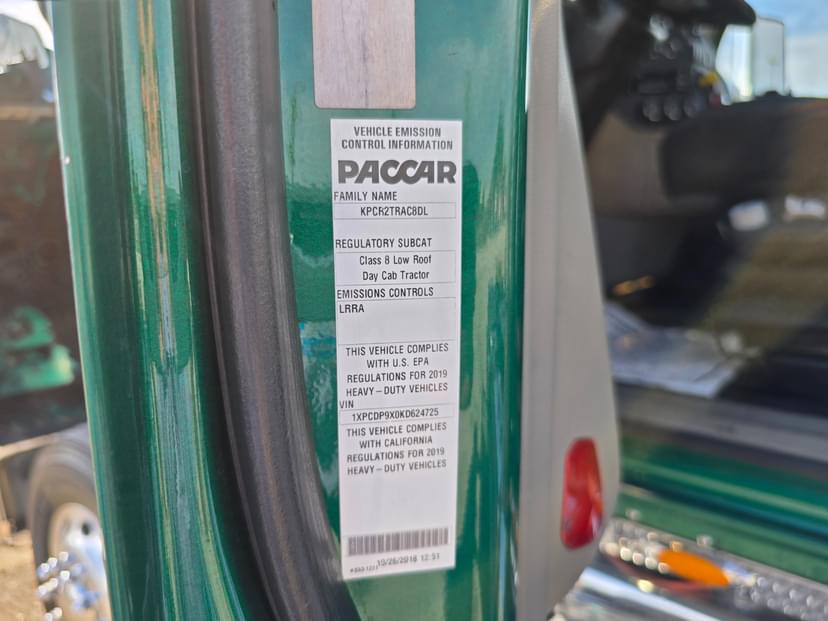 VEHICLE EMISSION
CONTROL INFORMATION
PACCAR
FAMILY NAME
KPCR2TRAC8DL
REGULATORY SUBCAT
Class 8 Low Roof
Day Cab Tractor
EMISSIONS CONTROLS
LRRA
THIS VEHICLE COMPLIES
WITH U.S. EPA
REGULATIONS FOR 2019
HEAVY-DUTY VEHICLES
VIN
1XPCDP9X0KD624725
THIS VEHICLE COMPLIES
WITH CALIFORNIA
REGULATIONS FOR 2019
HEAVY-DUTY VEHICLES
10/26/2018 12:51